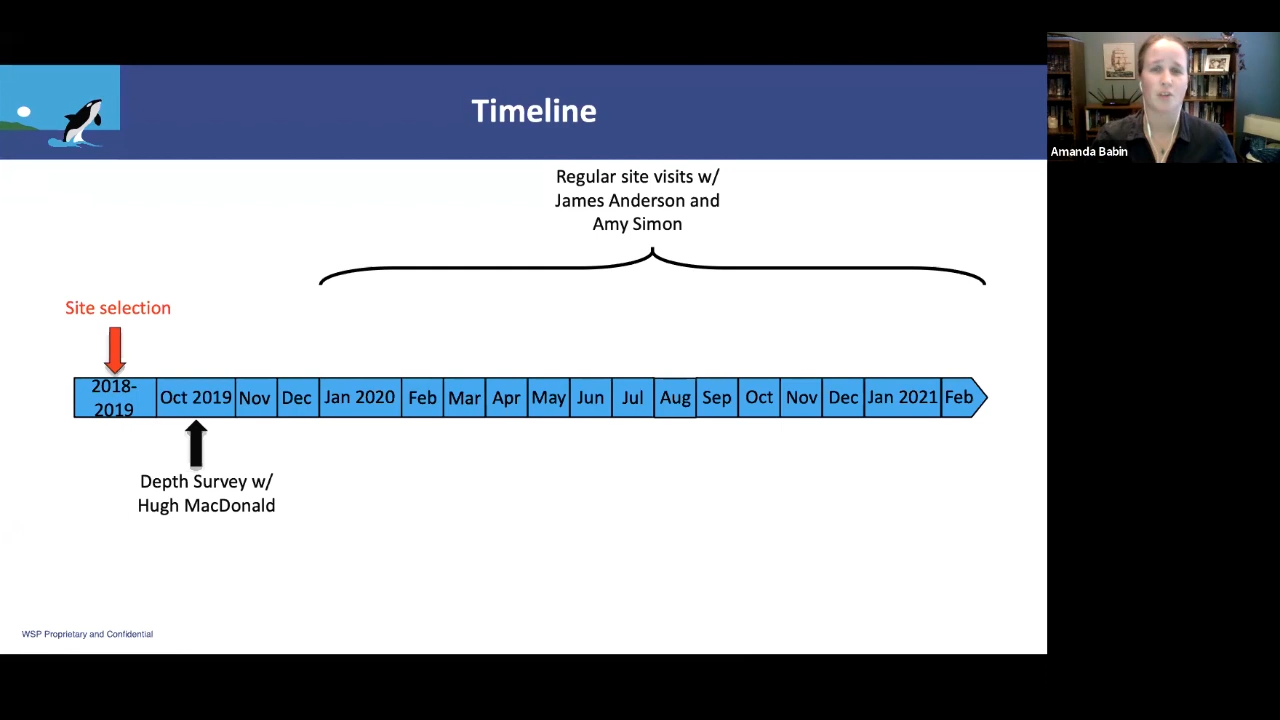 Timeline
Amanda Babin
Regular site visits w/
James Anderson and
Amy Simon
Site selection
2018-
2019
Oct 2019
Nov
Dec
Jan 2020
Feb
Mar
Apr
May
Jun
Jul
Aug
Sep
Oct
Nov
Dec
Jan 2021
Feb
Depth Survey w/
Hugh MacDonald
WSP Proprietary and Confidential